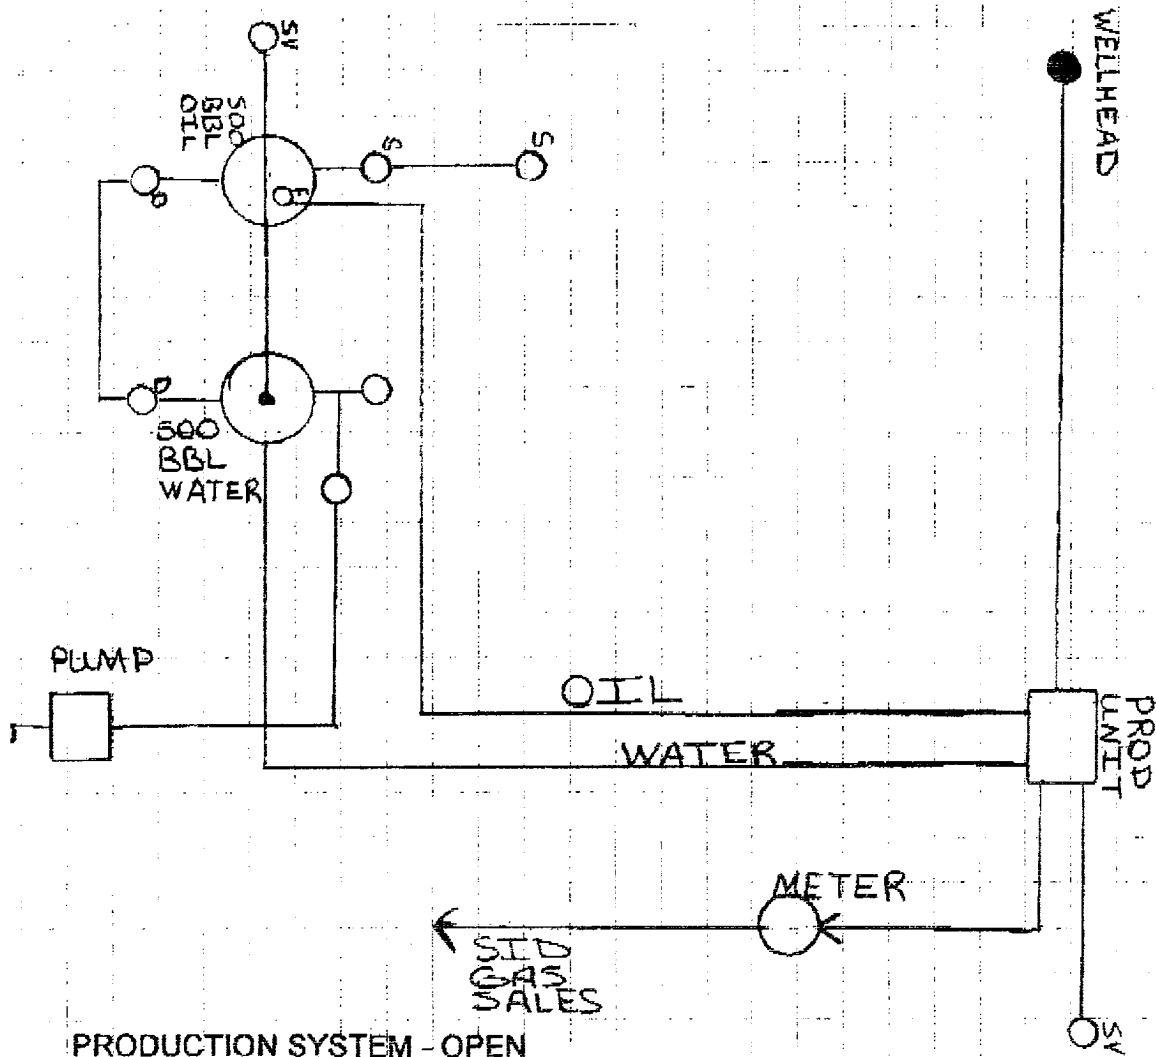 SV
WELLHEAD
500
BBL
OIL
S
S
D
F
D
500
BBL
WATER
PUMP
OIL
WATER
PROD
UNIT
METER
SID
GAS
SALES
SV
PRODUCTION SYSTEM - OPEN